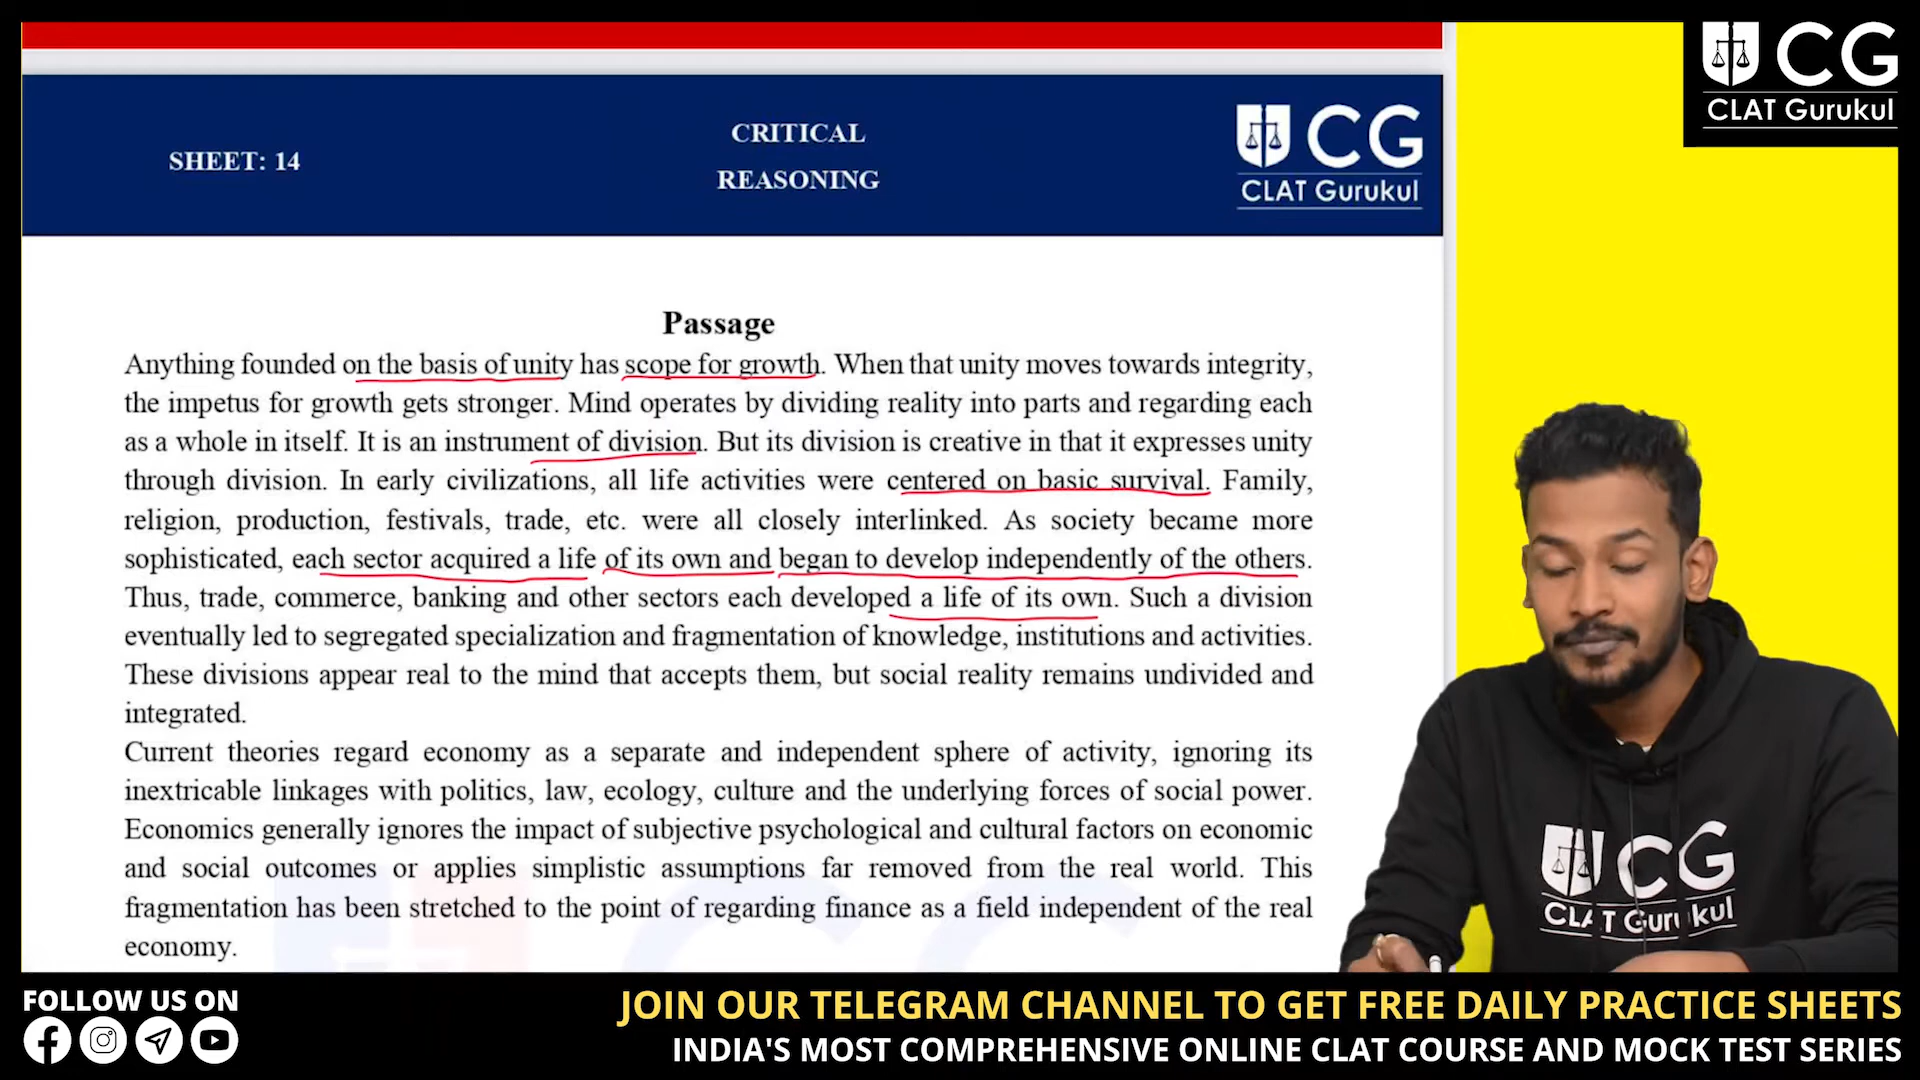 CG
CLAT Gurukul
SHEET: 14
CRITICAL
REASONING
CG
CLAT Gurukul
Passage
Anything founded on the basis of unity has scope for growth. When that unity moves towards integrity,
the impetus for growth gets stronger. Mind operates by dividing reality into parts and regarding each
as a whole in itself. It is an instrument of division. But its division is creative in that it expresses unity
through division. In early civilizations, all life activities were centered on basic survival. Family,
religion, production, festivals, trade, etc. were all closely interlinked. As society became more
sophisticated, each sector acquired a life of its own and began to develop independently of the others.
Thus, trade, commerce, banking and other sectors each developed a life of its own. Such a division
eventually led to segregated specialization and fragmentation of knowledge, institutions and activities.
These divisions appear real to the mind that accepts them, but social reality remains undivided and
integrated.
Current theories regard economy as a separate and independent sphere of activity, ignoring its
inextricable linkages with politics, law, ecology, culture and the underlying forces of social power.
Economics generally ignores the impact of subjective psychological and cultural factors on economic
and social outcomes or applies simplistic assumptions far removed from the real world. This
fragmentation has been stretched to the point of regarding finance as a field independent of the real
economy.
CG
CLAT Gurukul
FOLLOW US ON
JOIN OUR TELEGRAM CHANNEL TO GET FREE DAILY PRACTICE SHEETS
INDIA'S MOST COMPREHENSIVE ONLINE CLAT COURSE AND MOCK TEST SERIES